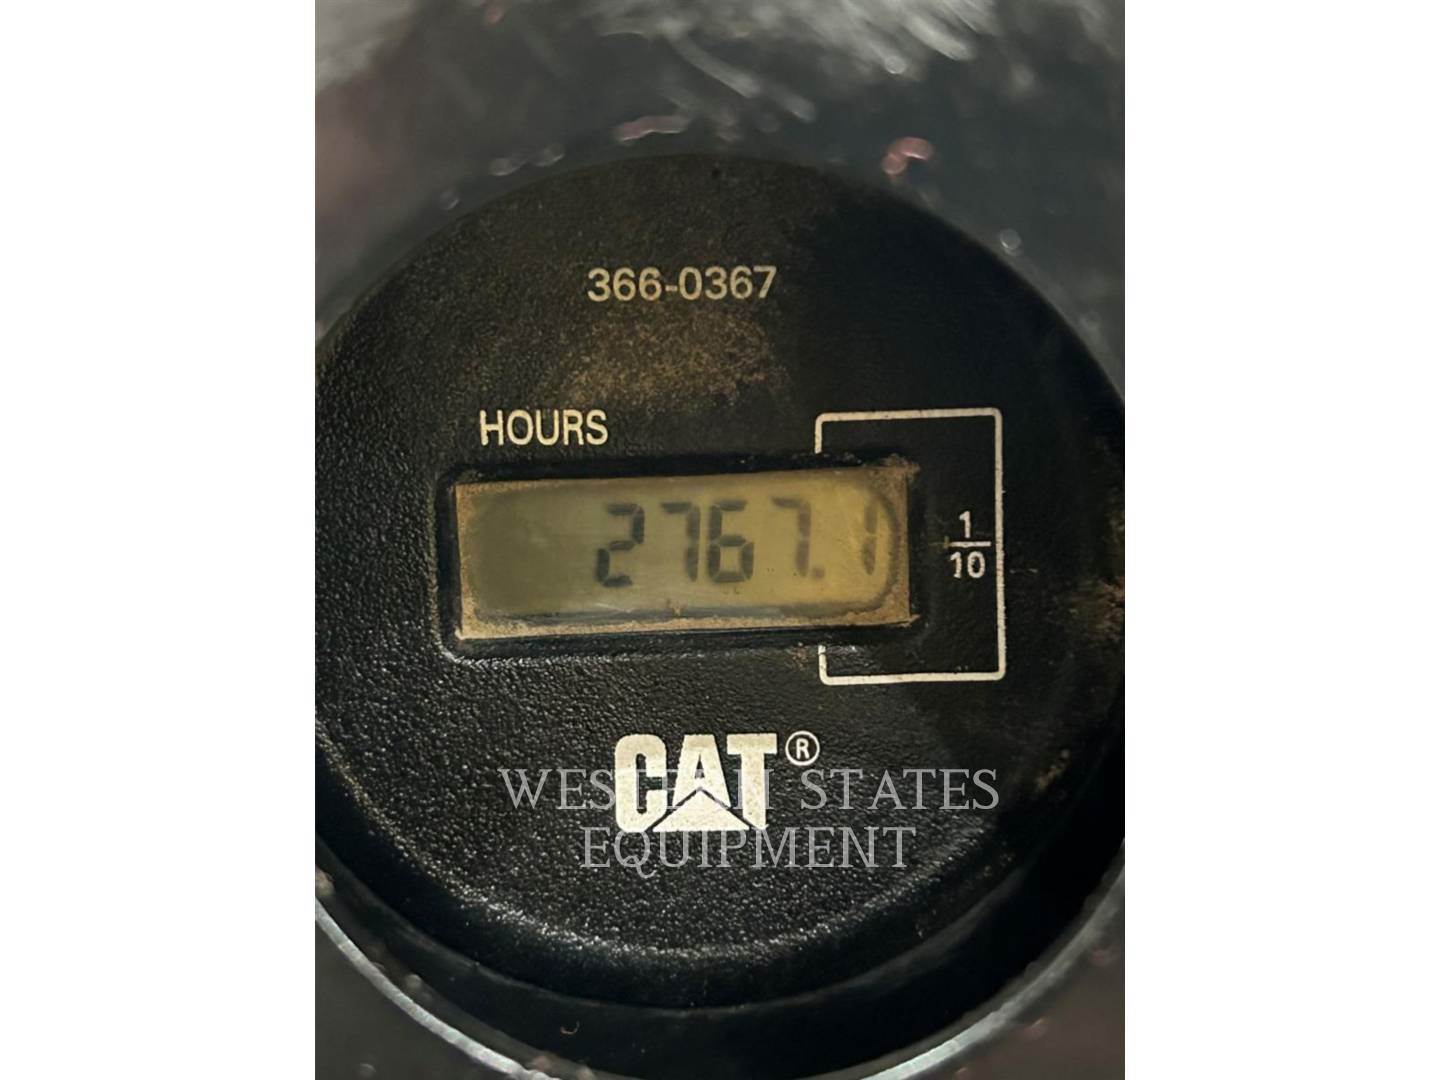 366-0367
HOURS
2767.1
1
10
CAT®
WESTERN STATES
EQUIPMENT